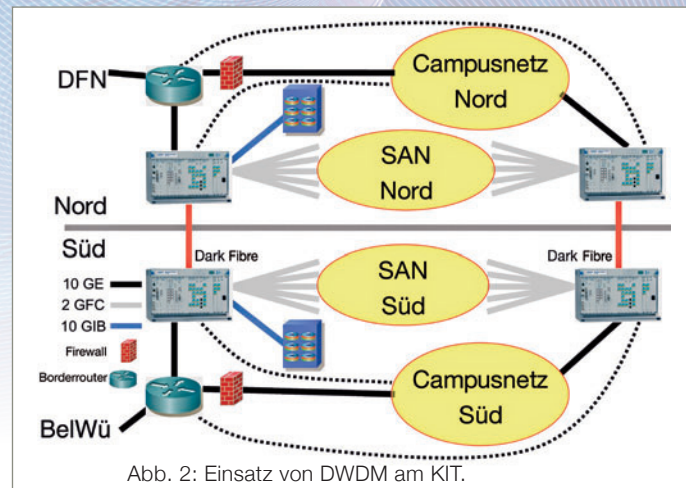 DFN
Campusnetz
Nord
SAN
Nord
Nord
Süd
Dark Fibre
Dark Fibre
10 GE
2 GFC
10 GIB
Firewall
Borderrouter
SAN
Süd
Campusnetz
Süd
BelWü
Abb. 2: Einsatz von DWDM am KIT.